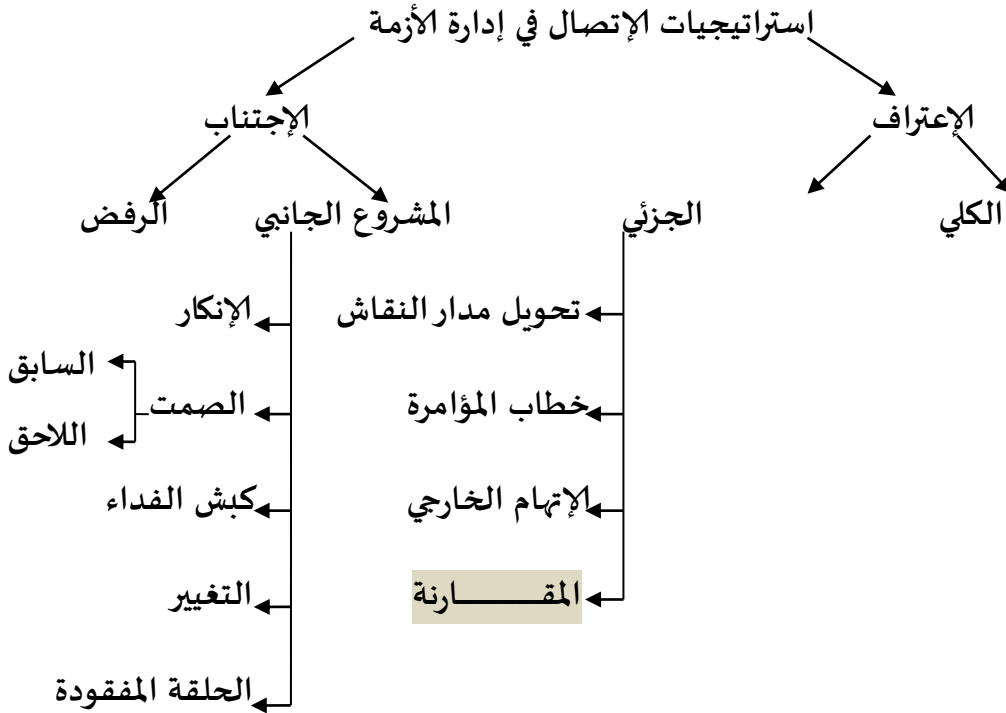 استراتيجيات الإتصال في إدارة الأزمة
الإعتراف
الإجتناب
الكلي
الجزئي
المشروع الجانبي
الرفض
تحويل مدار النقاش
خطاب المؤامرة
الإتهام الخارجي
المقــــــــــارنة
الإنكار
الصمت
السابق
اللاحق
كبش الفداء
التغيير
الحلقة المفقودة